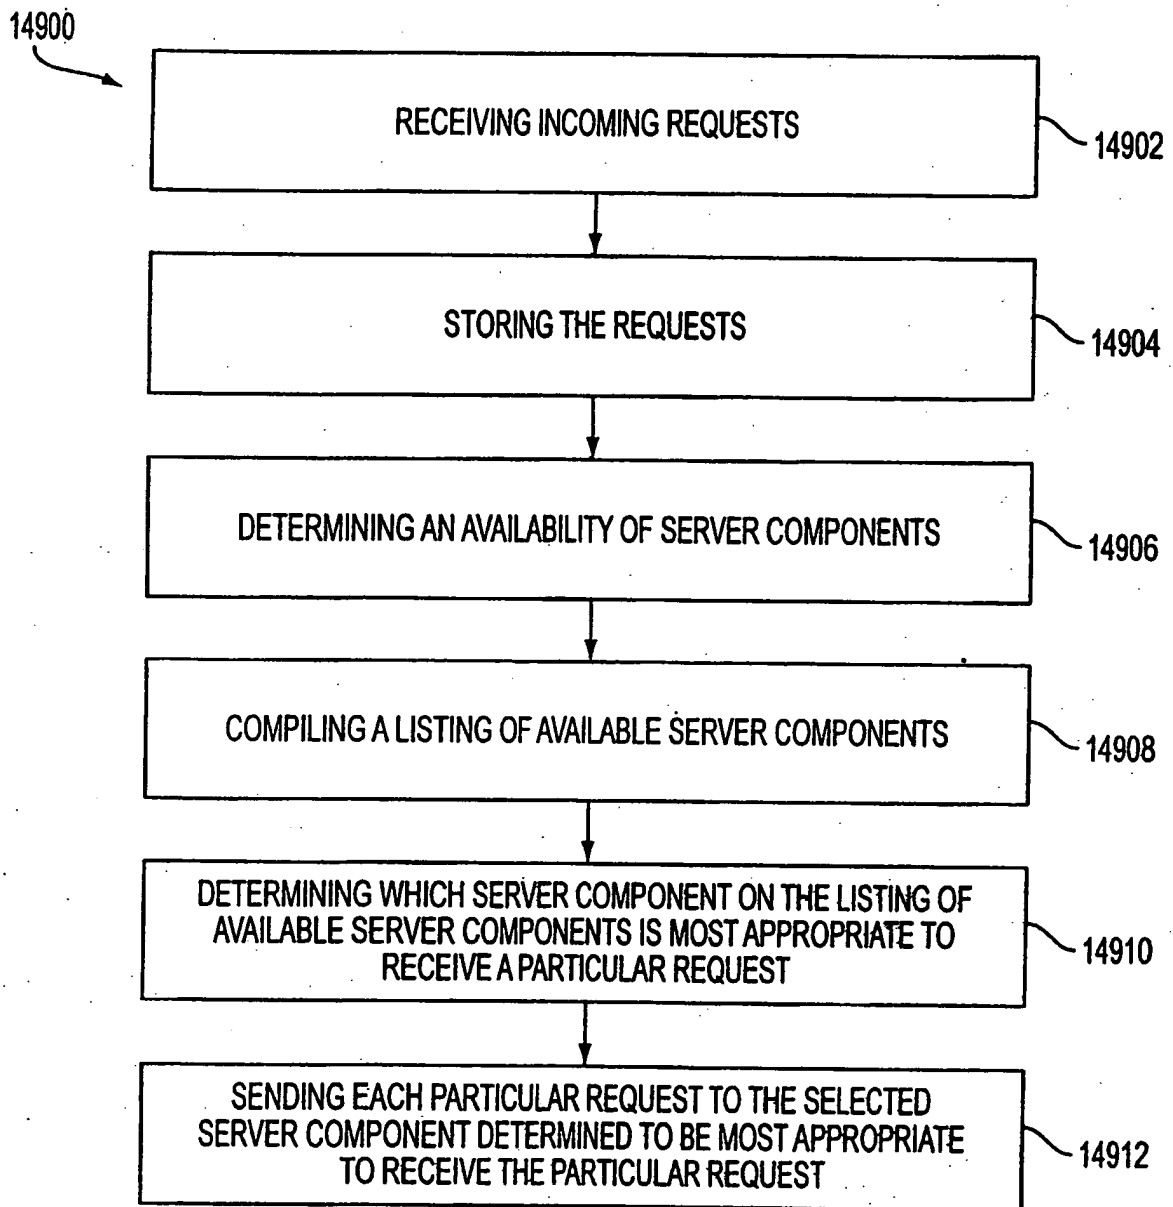 14900
RECEIVING INCOMING REQUESTS
14902
STORING THE REQUESTS
14904
DETERMINING AN AVAILABILITY OF SERVER COMPONENTS
14906
COMPILING A LISTING OF AVAILABLE SERVER COMPONENTS
14908
DETERMINING WHICH SERVER COMPONENT ON THE LISTING OF
AVAILABLE SERVER COMPONENTS IS MOST APPROPRIATE TO
RECEIVE A PARTICULAR REQUEST
14910
SENDING EACH PARTICULAR REQUEST TO THE SELECTED
SERVER COMPONENT DETERMINED TO BE MOST APPROPRIATE
TO RECEIVE THE PARTICULAR REQUEST
14912